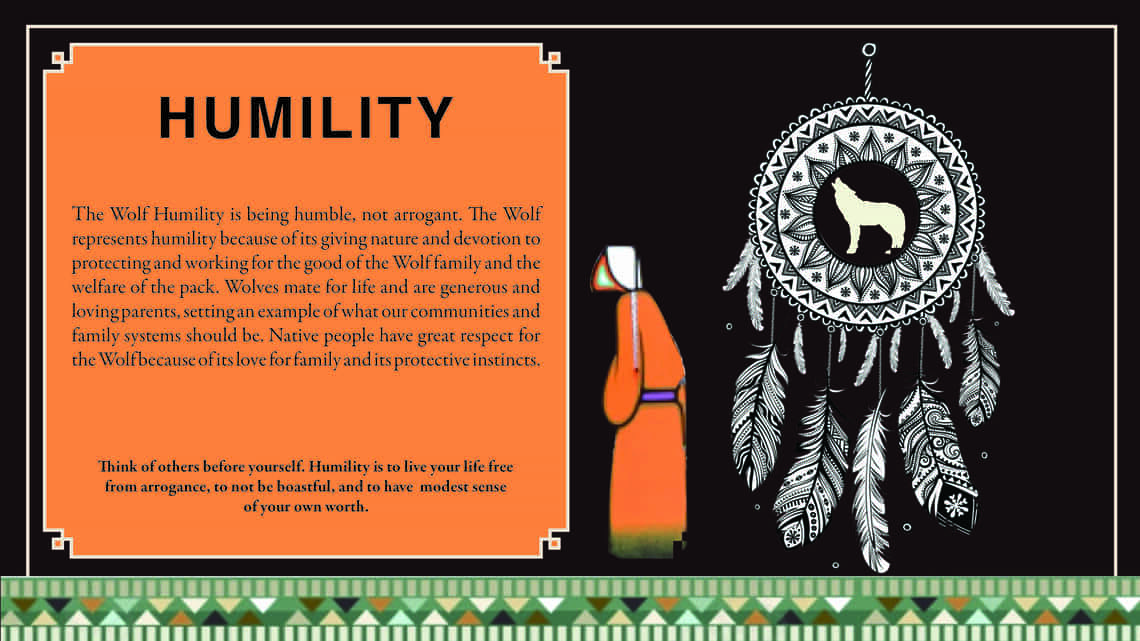 HUMILITY
The Wolf Humility is being humble, not arrogant. The Wolf
represents humility because of its giving nature and devotion to
protecting and working for the good of the Wolf family and the
welfare of the pack. Wolves mate for life and are generous and
loving parents, setting an example of what our communities and
family systems should be. Native people have great respect for
the Wolf because of its love for family and its protective instincts.
Think of others before yourself. Humility is to live your life free
from arrogance, to not be boastful, and to have modest sense
of your own worth.